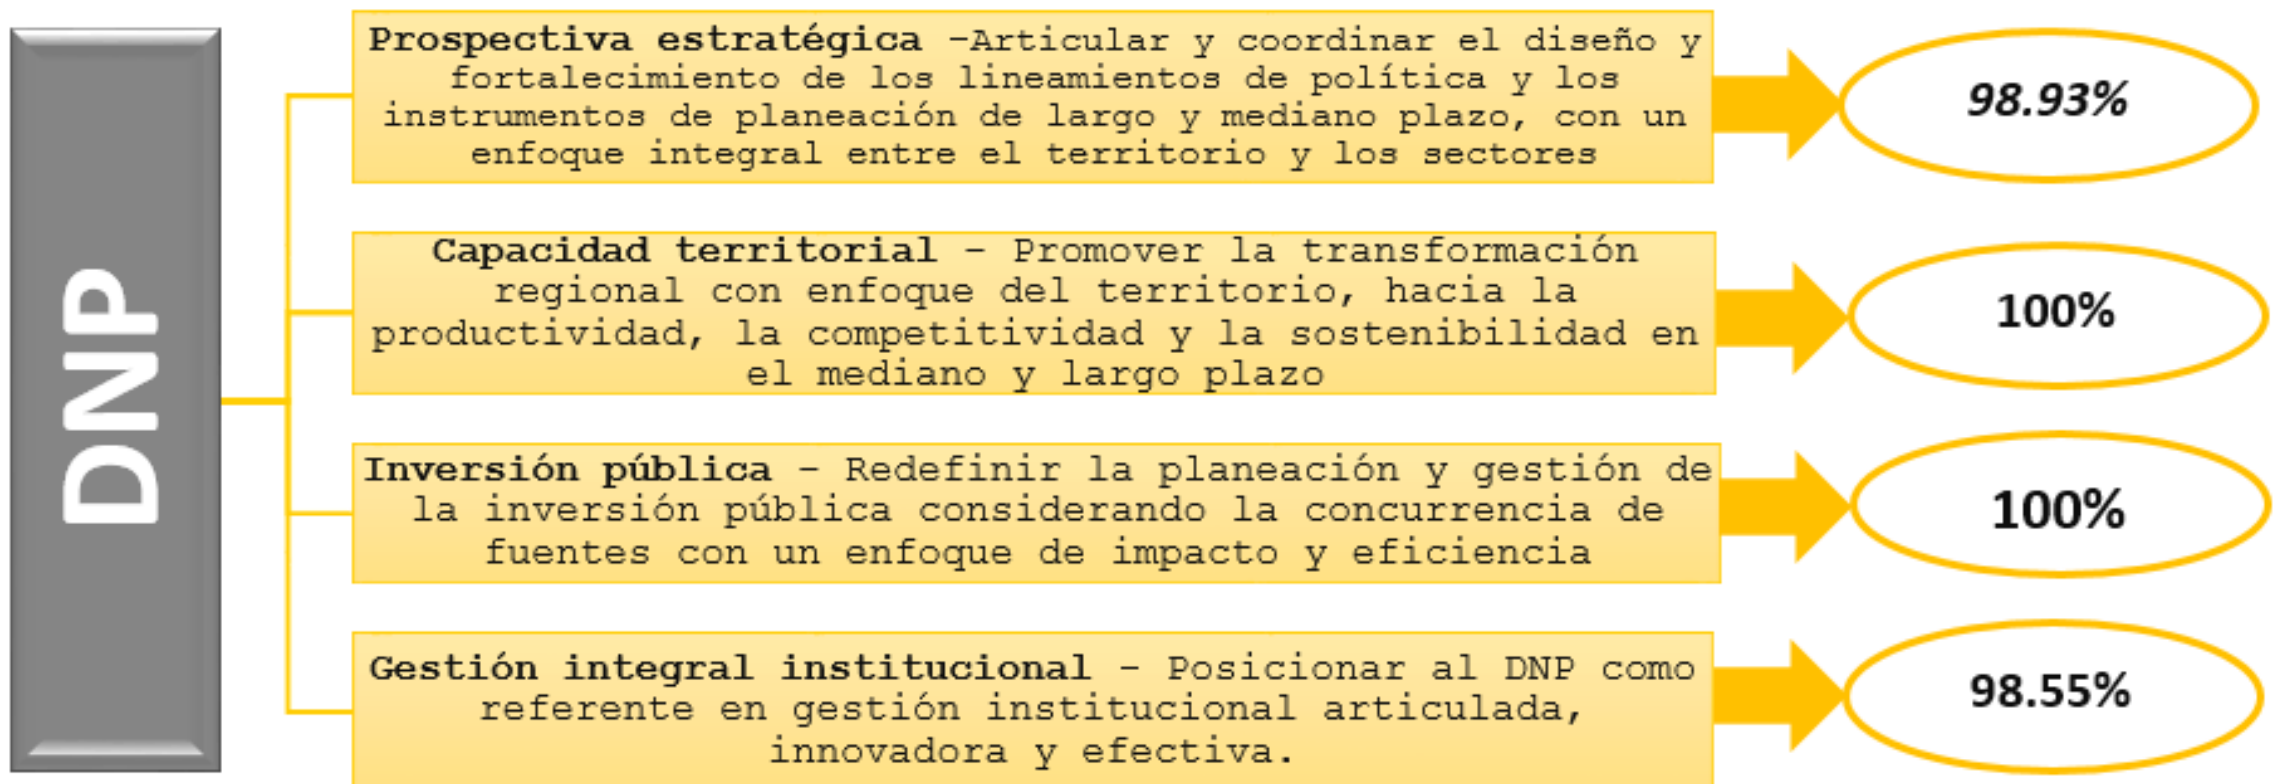 DNP
Prospectiva estratégica –Articular y coordinar el diseño y
fortalecimiento de los lineamientos de política y los
instrumentos de planeación de largo y mediano plazo, con un
enfoque integral entre el territorio y los sectores
98.93%
Capacidad territorial – Promover la transformación
regional con enfoque del territorio, hacia la
productividad, la competitividad y la sostenibilidad en
el mediano y largo plazo
100%
Inversión pública – Redefinir la planeación y gestión de
la inversión pública considerando la concurrencia de
fuentes con un enfoque de impacto y eficiencia
100%
Gestión integral institucional – Posicionar al DNP como
referente en gestión institucional articulada,
innovadora y efectiva.
98.55%